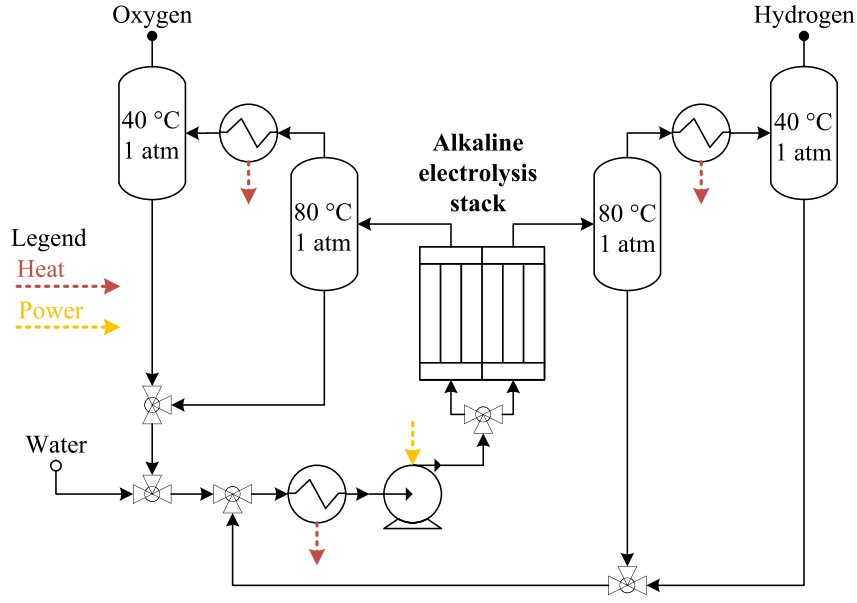 Oxygen
Hydrogen
40 °C
1 atm
40 °C
1 atm
Alkaline
electrolysis
stack
80 °C
1 atm
80 °C
1 atm
Legend
Heat
Power
Water